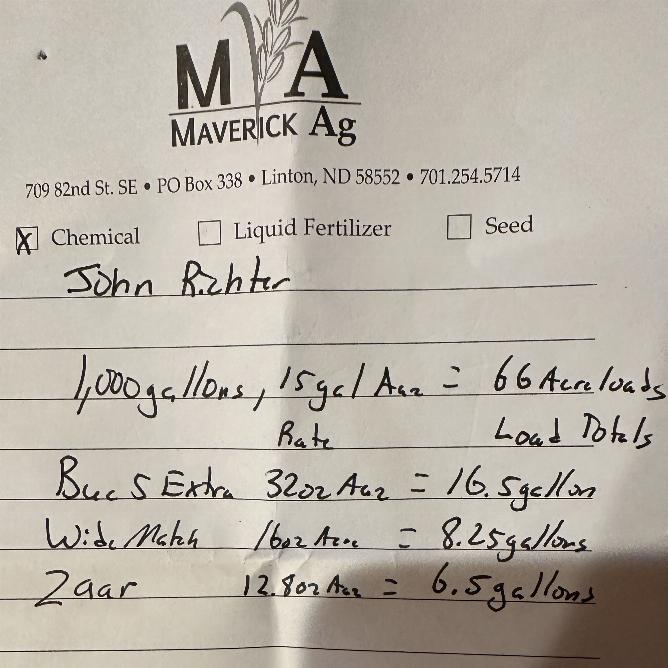 MA
MAVERICK Ag
709 82nd St. SE • PO Box 338 • Linton, ND 58552 • 701.254.5714
X Chemical Liquid Fertilizer Seed
John Richter
1,000 gallons, 15 gal Acre = 66 Acre loads
Rate Load Totals
Buc 5 Extra 32oz Acre = 16.5 gallon
Wide Match 16oz Acre = 8.25 gallons
Zaar 12.8oz Acre = 6.5 gallons